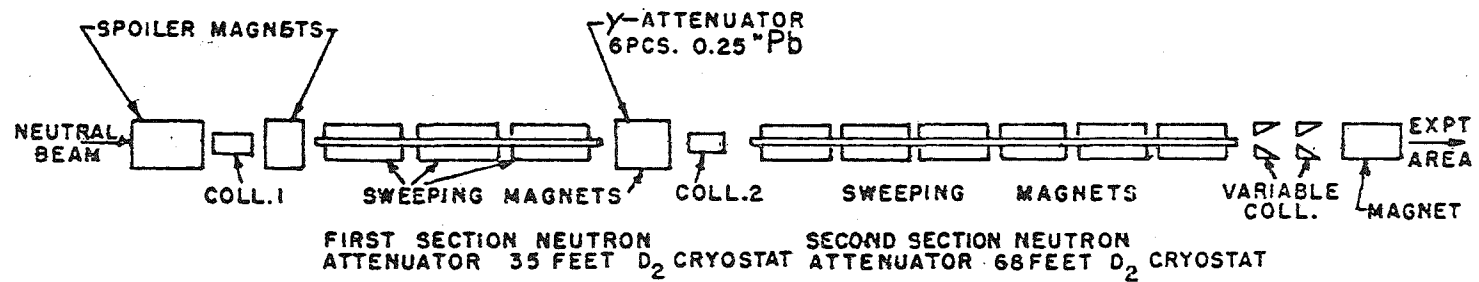 SPOILER MAGNETS
γ-ATTENUATOR
6PCS. 0.25" Pb
NEUTRAL
BEAM
EXPT
AREA
COLL.1
SWEEPING MAGNETS
COLL.2
SWEEPING MAGNETS
VARIABLE
COLL.
MAGNET
FIRST SECTION NEUTRON
ATTENUATOR 35 FEET D2 CRYOSTAT
SECOND SECTION NEUTRON
ATTENUATOR 68FEET D2 CRYOSTAT